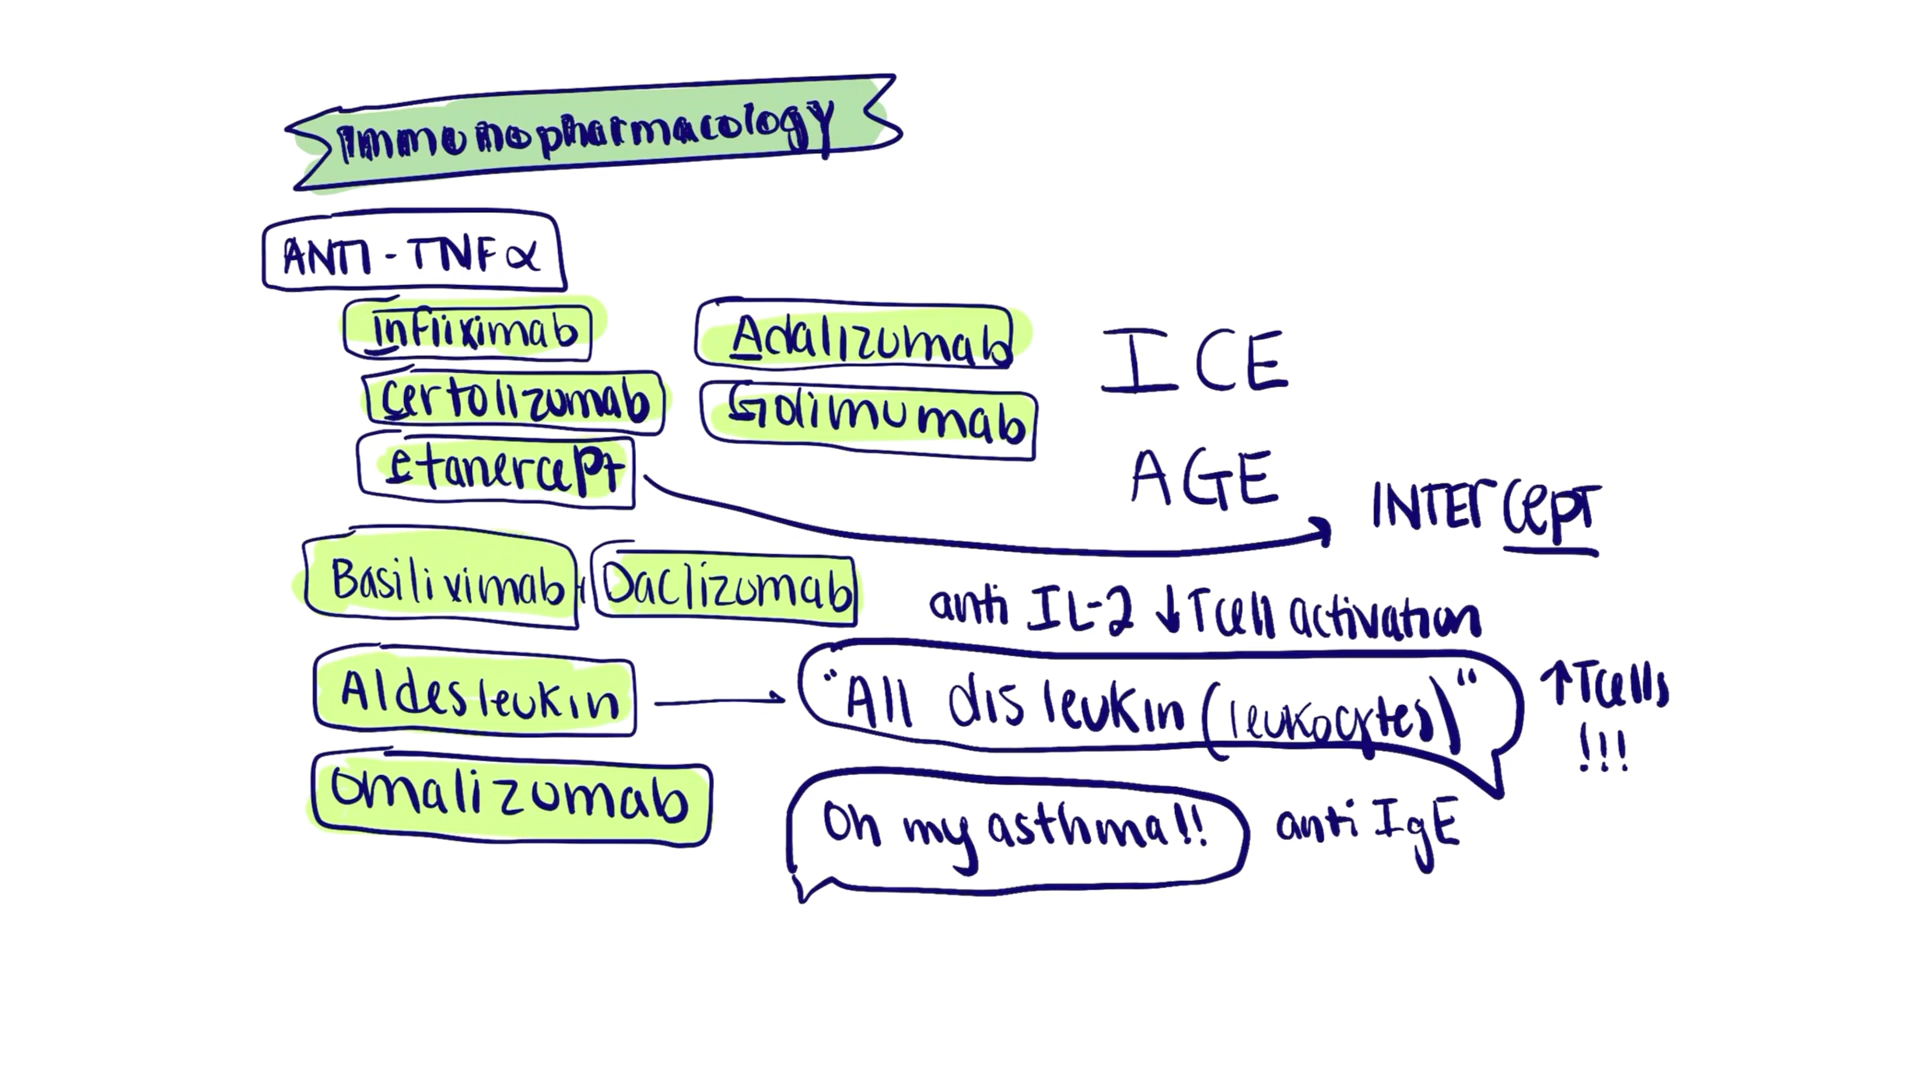 Immunopharmacology
ANTI - TNF α
Infliximab
Certolizumab
Etanercept
Adalizumab
Golimumab
ICE
AGE
INTERcept
Basiliximab + Daclizumab
anti IL-2 ↓Tcell activation
Aldesleukin
"All dis leukin (leukocytes)"
↑Tcells
!!!
Omalizumab
Oh my asthma!!
anti IgE